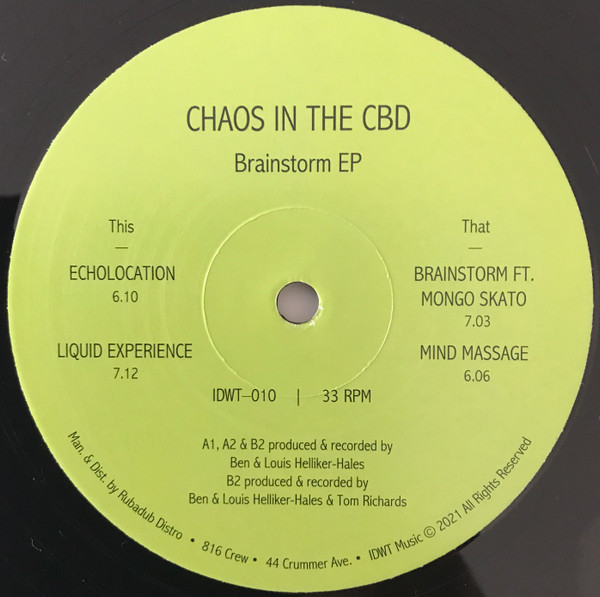 CHAOS IN THE CBD
Brainstorm EP
This
—
ECHOLOCATION
6.10
LIQUID EXPERIENCE
7.12
That
—
BRAINSTORM FT.
MONGO SKATO
7.03
MIND MASSAGE
6.06
IDWT–010 | 33 RPM
A1, A2 & B2 produced & recorded by
Ben & Louis Helliker-Hales
B2 produced & recorded by
Ben & Louis Helliker-Hales & Tom Richards
Man. & Dist. by Rubadub Distro • 816 Crew • 44 Crummer Ave. • IDWT Music © 2021 All Rights Reserved